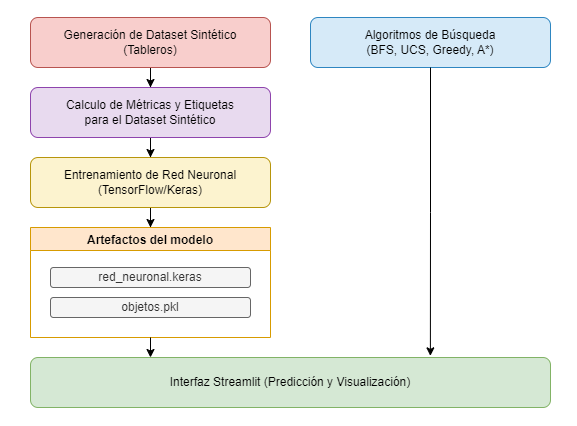 Generación de Dataset Sintético
(Tableros)
Algoritmos de Búsqueda
(BFS, UCS, Greedy, A*)
Calculo de Métricas y Etiquetas
para el Dataset Sintético
Entrenamiento de Red Neuronal
(TensorFlow/Keras)
Artefactos del modelo
red_neuronal.keras
objetos.pkl
Interfaz Streamlit (Predicción y Visualización)